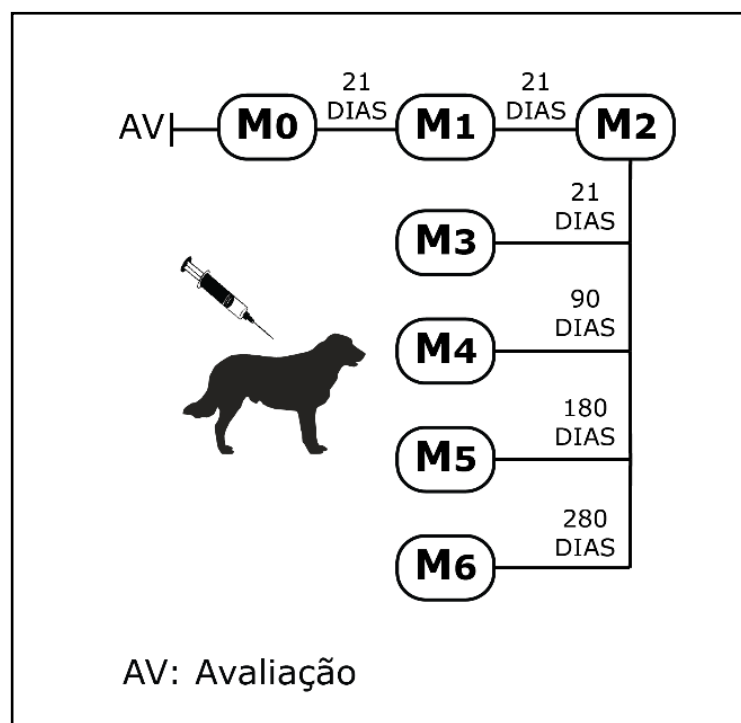 21
DIAS
21
DIAS
AV
M0
M1
M2
21
DIAS
M3
90
DIAS
M4
180
DIAS
M5
280
DIAS
M6
AV: Avaliação